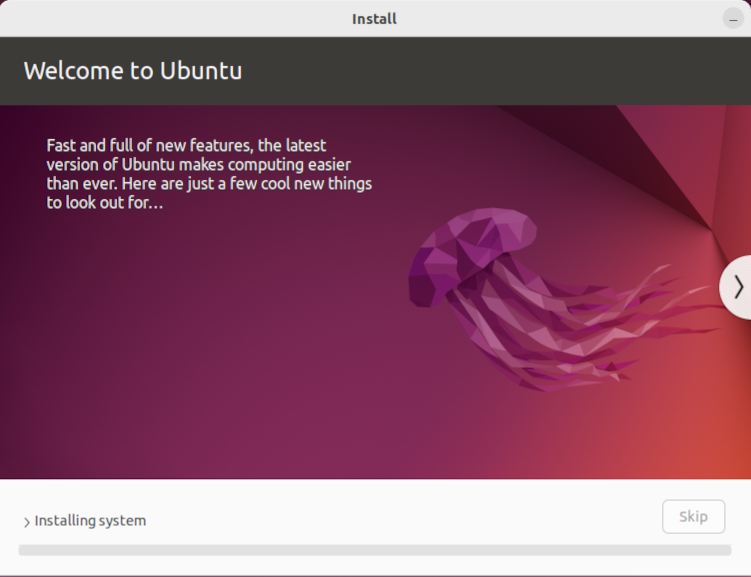 Install
Welcome to Ubuntu
Fast and full of new features, the latest
version of Ubuntu makes computing easier
than ever. Here are just a few cool new things
to look out for…
Installing system
Skip